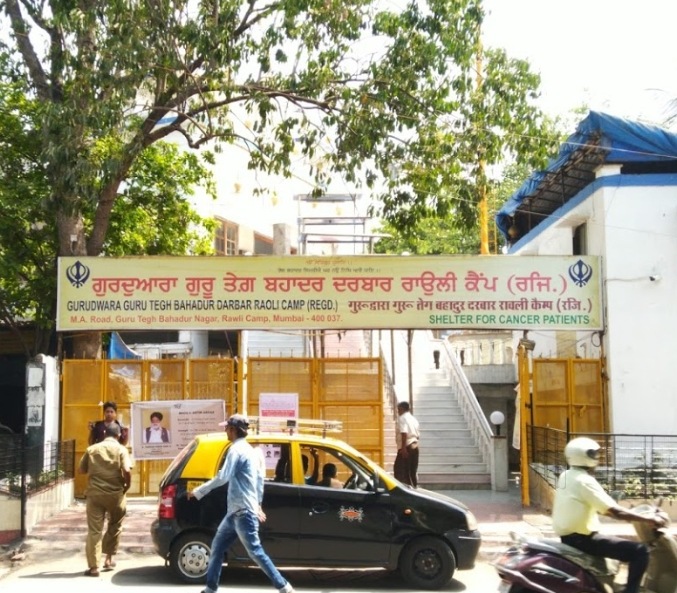 ਗੁਰਦੁਆਰਾ ਗੁਰੂ ਤੇਗ਼ ਬਹਾਦਰ ਦਰਬਾਰ ਰਾਉਲੀ ਕੈਂਪ (ਰਜਿ.)
GURUDWARA GURU TEGH BAHADUR DARBAR RAOLI CAMP (REGD.) गुरूद्वारा गुरू तेग बहादुर दरबार रावली कैम्प (रजि.)
M.A. Road, Guru Tegh Bahadur Nagar, Rawli Camp, Mumbai - 400 037. SHELTER FOR CANCER PATIENTS